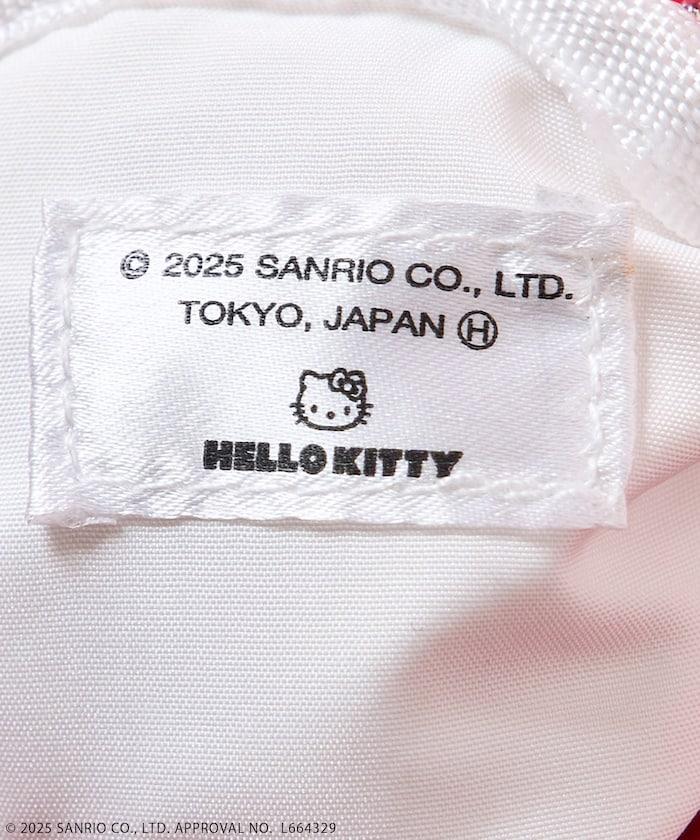 © 2025 SANRIO CO., LTD.
TOKYO, JAPAN Ⓗ
HELLO KITTY
© 2025 SANRIO CO., LTD. APPROVAL NO. L664329